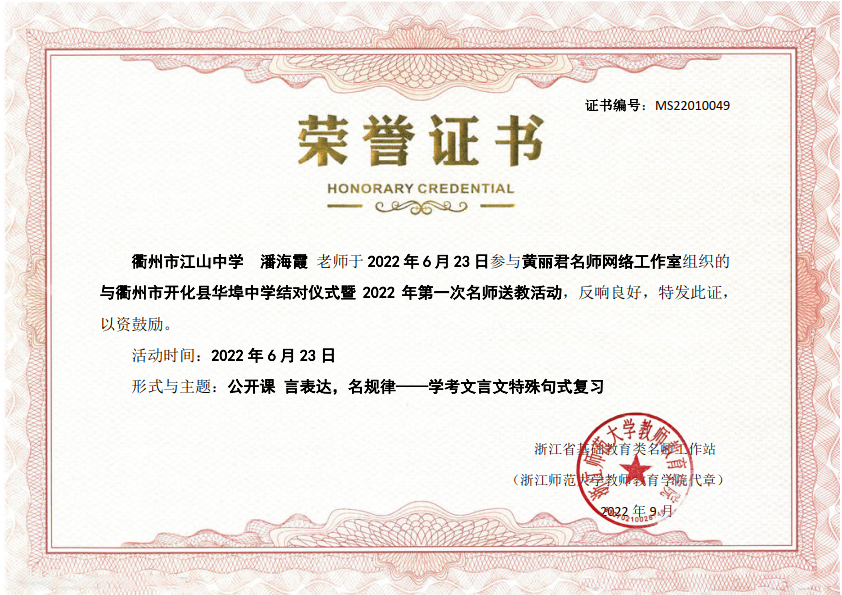 证书编号：MS22010049
荣誉证书
HONORARY CREDENTIAL
衢州市江山中学 潘海霞 老师于 2022 年 6 月 23 日参与黄丽君名师网络工作室组织的
与衢州市开化县华埠中学结对仪式暨 2022 年第一次名师送教活动，反响良好，特发此证，
以资鼓励。
活动时间：2022 年 6 月 23 日
形式与主题：公开课 言表达，名规律——学考文言文特殊句式复习
浙江省基础教育类名师工作站
（浙江师范大学教师教育学院代章）
2022 年 9 月
浙江师范大学教师教育学院